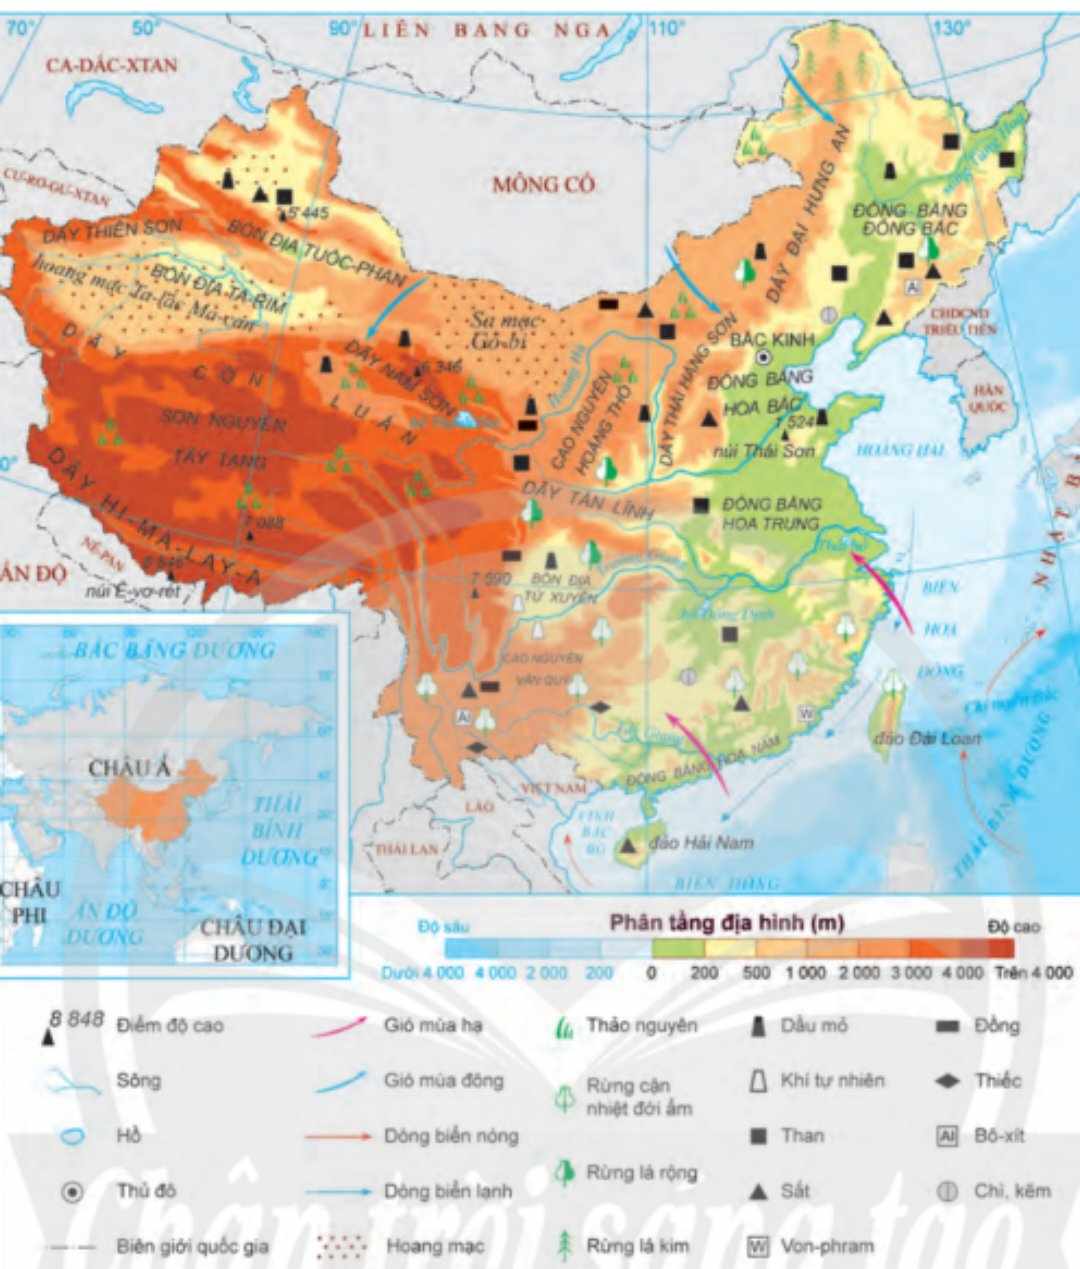 70°
50°
90°
LIÊN BANG NGA
110°
130°
CA-DẮC-XTAN
CƯ-RƠ-GƯ-XTAN
MÔNG CỔ
5 445
DÃY THIÊN SƠN
BỒN ĐỊA TUỐC-PHAN
BỒN ĐỊA TA-RIM
hoang mạc Ta-lắc Ma-can
Sa mạc
Gô-bi
DÃY ĐẠI HƯNG AN
ĐỒNG BẰNG
ĐÔNG BẮC
CHDCND
TRIỀU TIÊN
HÀN
QUỐC
BẮC KINH
ĐỒNG BẰNG
HOA BẮC
1 524
núi Thái Sơn
HOÀNG HẢI
DÃY THÁI HÀNG SƠN
CAO NGUYÊN
HOÀNG THỔ
Hoàng Hà
DÃY CÔN LUÂN
DÃY NAM SƠN
6 346
SƠN NGUYÊN
TÂY TẠNG
DÃY HI-MA-LAY-A
7 088
NÊ-PAN
núi Ê-vơ-rét
ẤN ĐỘ
DÃY TẦN LĨNH
ĐỒNG BẰNG
HOA TRUNG
7 590
BỒN ĐỊA
TỨ XUYÊN
CAO NGUYÊN
VÂN QUÝ
BIỂN
HOA
ĐÔNG
ĐỒNG BẰNG HOA NAM
đảo Đài Loan
VIỆT NAM
LÀO
THÁI LAN
VỊNH
BẮC
BỘ
đảo Hải Nam
BIỂN ĐÔNG
THÁI BÌNH DƯƠNG
BẮC BĂNG DƯƠNG
CHÂU Á
THÁI
BÌNH
DƯƠNG
CHÂU
PHI
ẤN ĐỘ
DƯƠNG
CHÂU ĐẠI
DƯƠNG
Độ sâu
Phân tầng địa hình (m)
Độ cao
Dưới 4 000 4 000 2 000 200 0 200 500 1 000 2 000 3 000 4 000 Trên 4 000
8 848 Điểm độ cao
Gió mùa hạ
Thảo nguyên
Dầu mỏ
Đồng
Sông
Gió mùa đông
Rừng cận
nhiệt đới ẩm
Khí tự nhiên
Thiếc
Hồ
Dòng biển nóng
Than
Al Bô-xít
Thủ đô
Dòng biển lạnh
Rừng lá rộng
Sắt
Chì, kẽm
Biên giới quốc gia
Hoang mạc
Rừng lá kim
W Von-phram
Chân trời sáng tạo